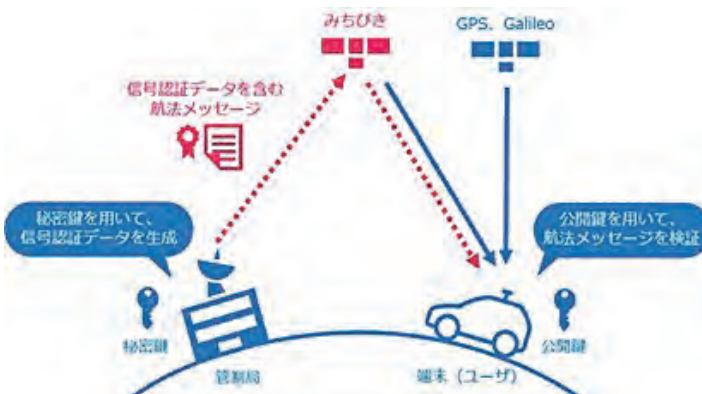 みちびき
GPS、Galileo
信号認証データを含む
航法メッセージ
秘密鍵を用いて、
信号認証データを生成
公開鍵を用いて、
航法メッセージを検証
秘密鍵
公開鍵
管制局
端末（ユーザ）